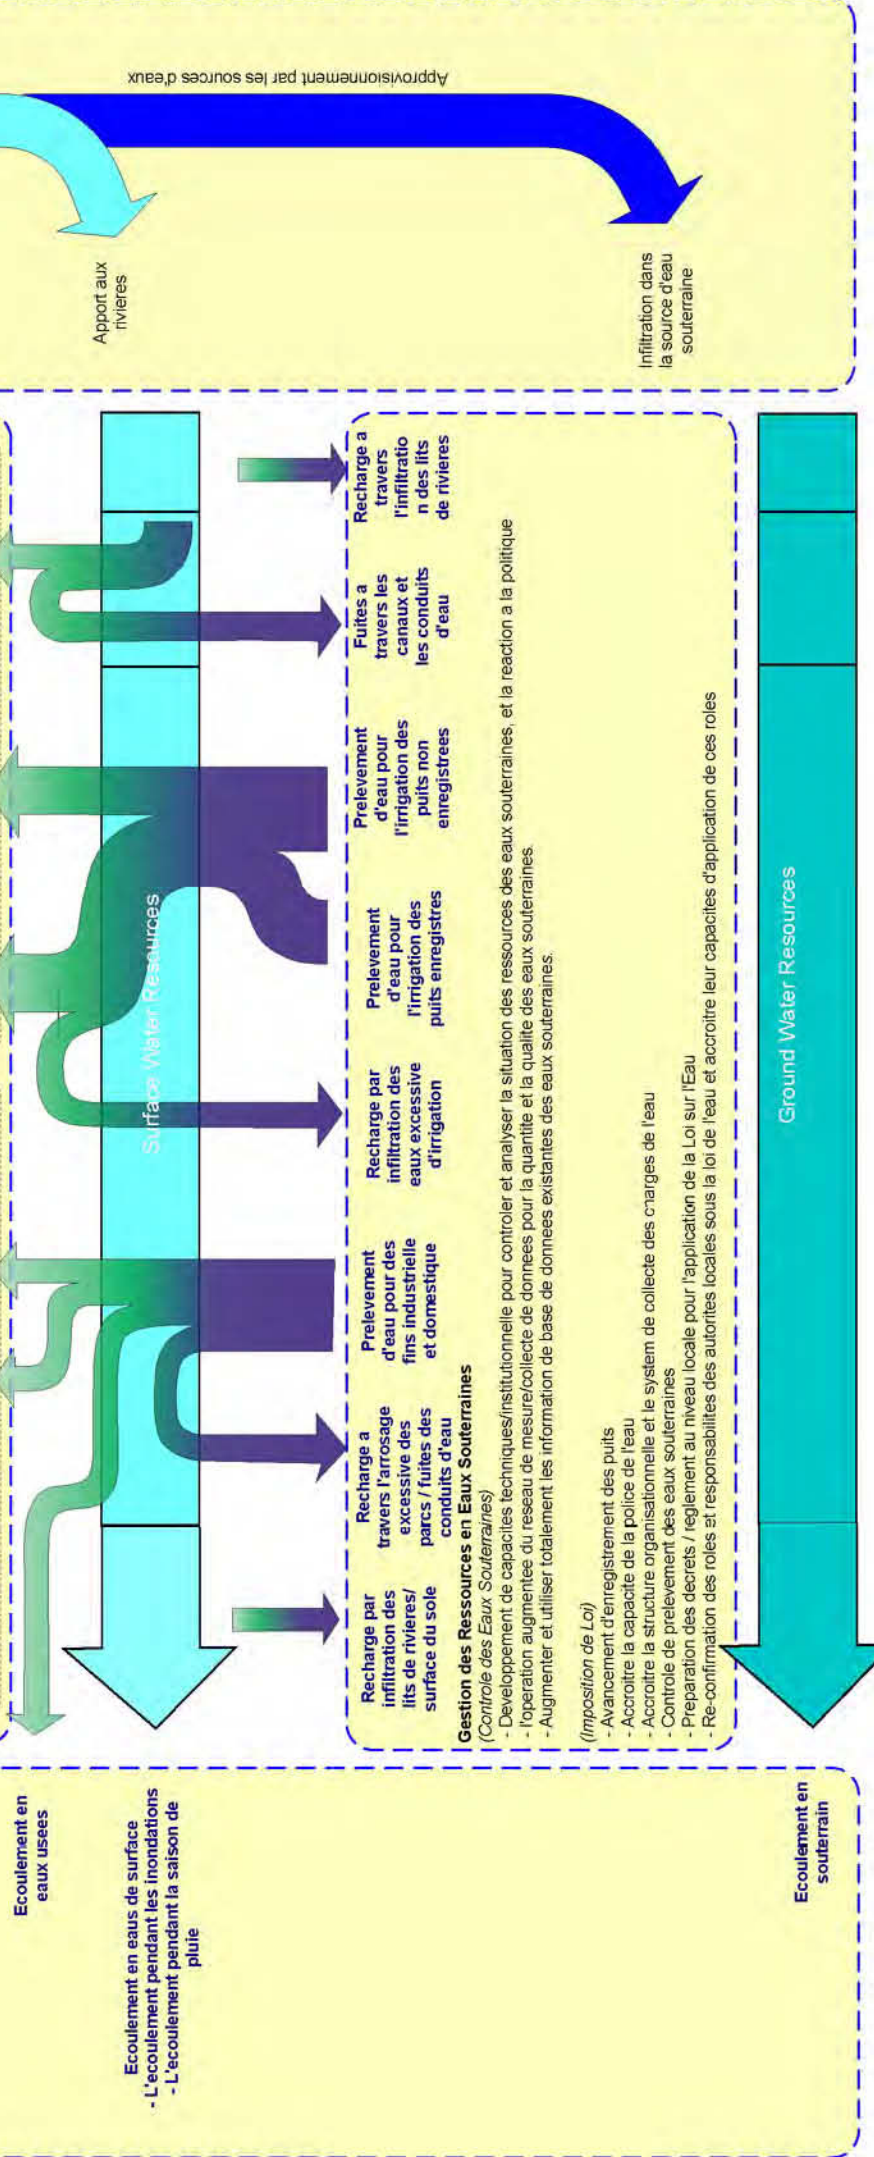 Approvisionnement par les sources d'eaux
Apport aux
rivieres
Infiltration dans
la source d'eau
souterraine
Surface Water Resources
Recharge a
travers
l'infiltratio
n des lits
de rivieres
Fuites a
travers les
canaux et
les conduits
d'eau
Prelevement
d'eau pour
l'irrigation des
puits non
enregistrees
Prelevement
d'eau pour
l'irrigation des
puits enregistres
Recharge par
infiltration des
eaux excessive
d'irrigation
Prelevement
d'eau pour des
fins industrielle
et domestique
Recharge a
travers l'arrosage
excessive des
parcs / fuites des
conduits d'eau
Recharge par
infiltration des
lits de rivieres/
surface du sole
Gestion des Ressources en Eaux Souterraines
(Controle des Eaux Souterraines)
- Developpement de capacites techniques/institutionnelle pour controler et analyser la situation des ressources des eaux souterraines, et la reaction a la politique
- l'operation augmentee du reseau de mesure/collecte de donnees pour la quantite et la qualite des eaux souterraines.
- Augmenter et utiliser totalement les information de base de donnees existantes des eaux souterraines.
(Imposition de Loi)
- Avancement d'enregistrement des puits
- Accroitre la capacite de la police de l'eau
- Accroitre la structure organisationnelle et le system de collecte des charges de l'eau
- Controle de prelevement des eaux souterraines
- Preparation des decrets / reglement au niveau locale pour l'application de la Loi sur l'Eau
- Re-confirmation des roles et responsabilites des autorites locales sous la loi de l'eau et accroitre leur capacites d'application de ces roles
Ground Water Resources
Ecoulement en
eaux usees
Ecoulement en eaus de surface
- L'ecoulement pendant les inondations
- L'ecoulement pendant la saison de
pluie
Ecoulement en
souterrain